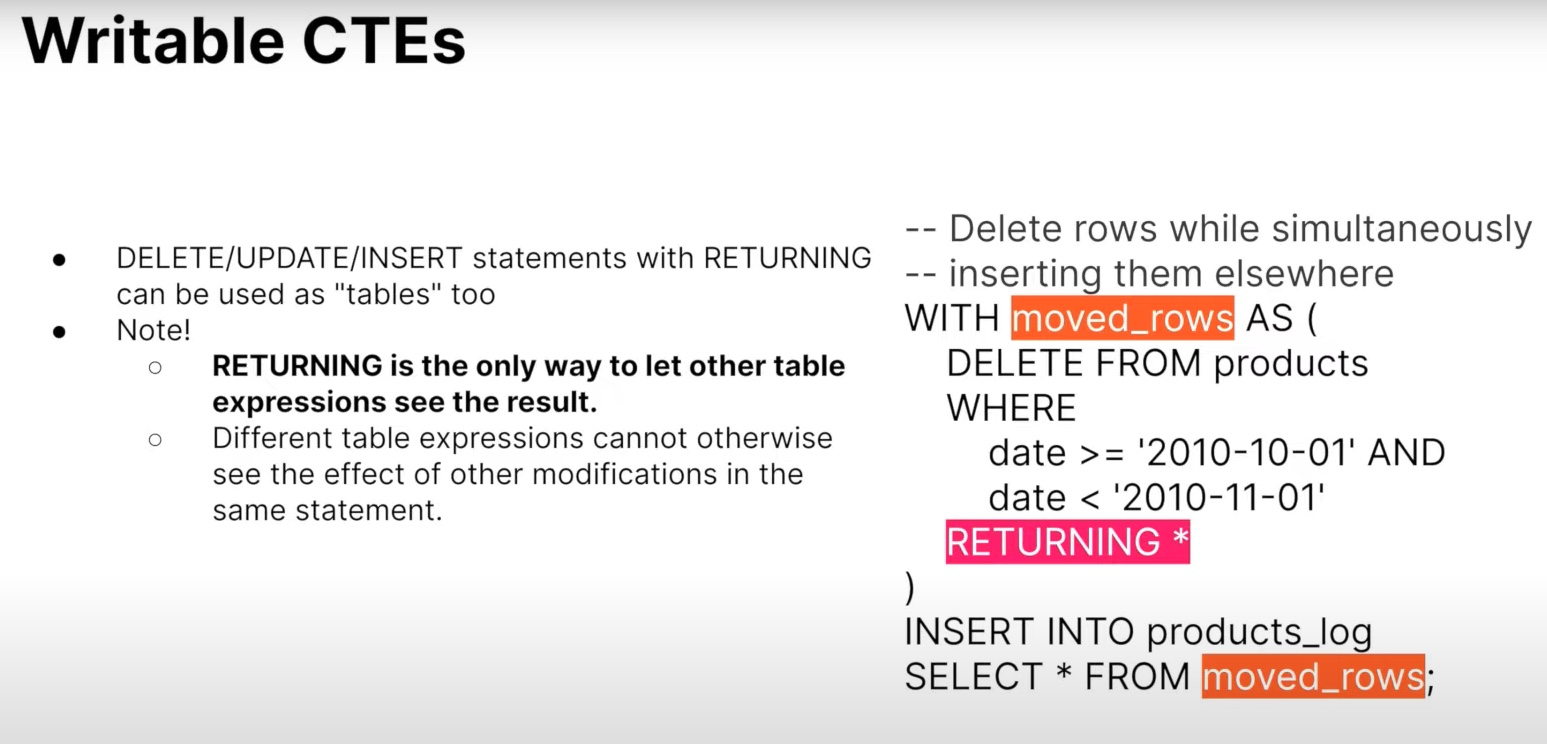 Writable CTEs
● DELETE/UPDATE/INSERT statements with RETURNING
can be used as "tables" too
● Note!
○ RETURNING is the only way to let other table
expressions see the result.
○ Different table expressions cannot otherwise
see the effect of other modifications in the
same statement.
-- Delete rows while simultaneously
-- inserting them elsewhere
WITH moved_rows AS (
DELETE FROM products
WHERE
date >= '2010-10-01' AND
date < '2010-11-01'
RETURNING *
)
INSERT INTO products_log
SELECT * FROM moved_rows;